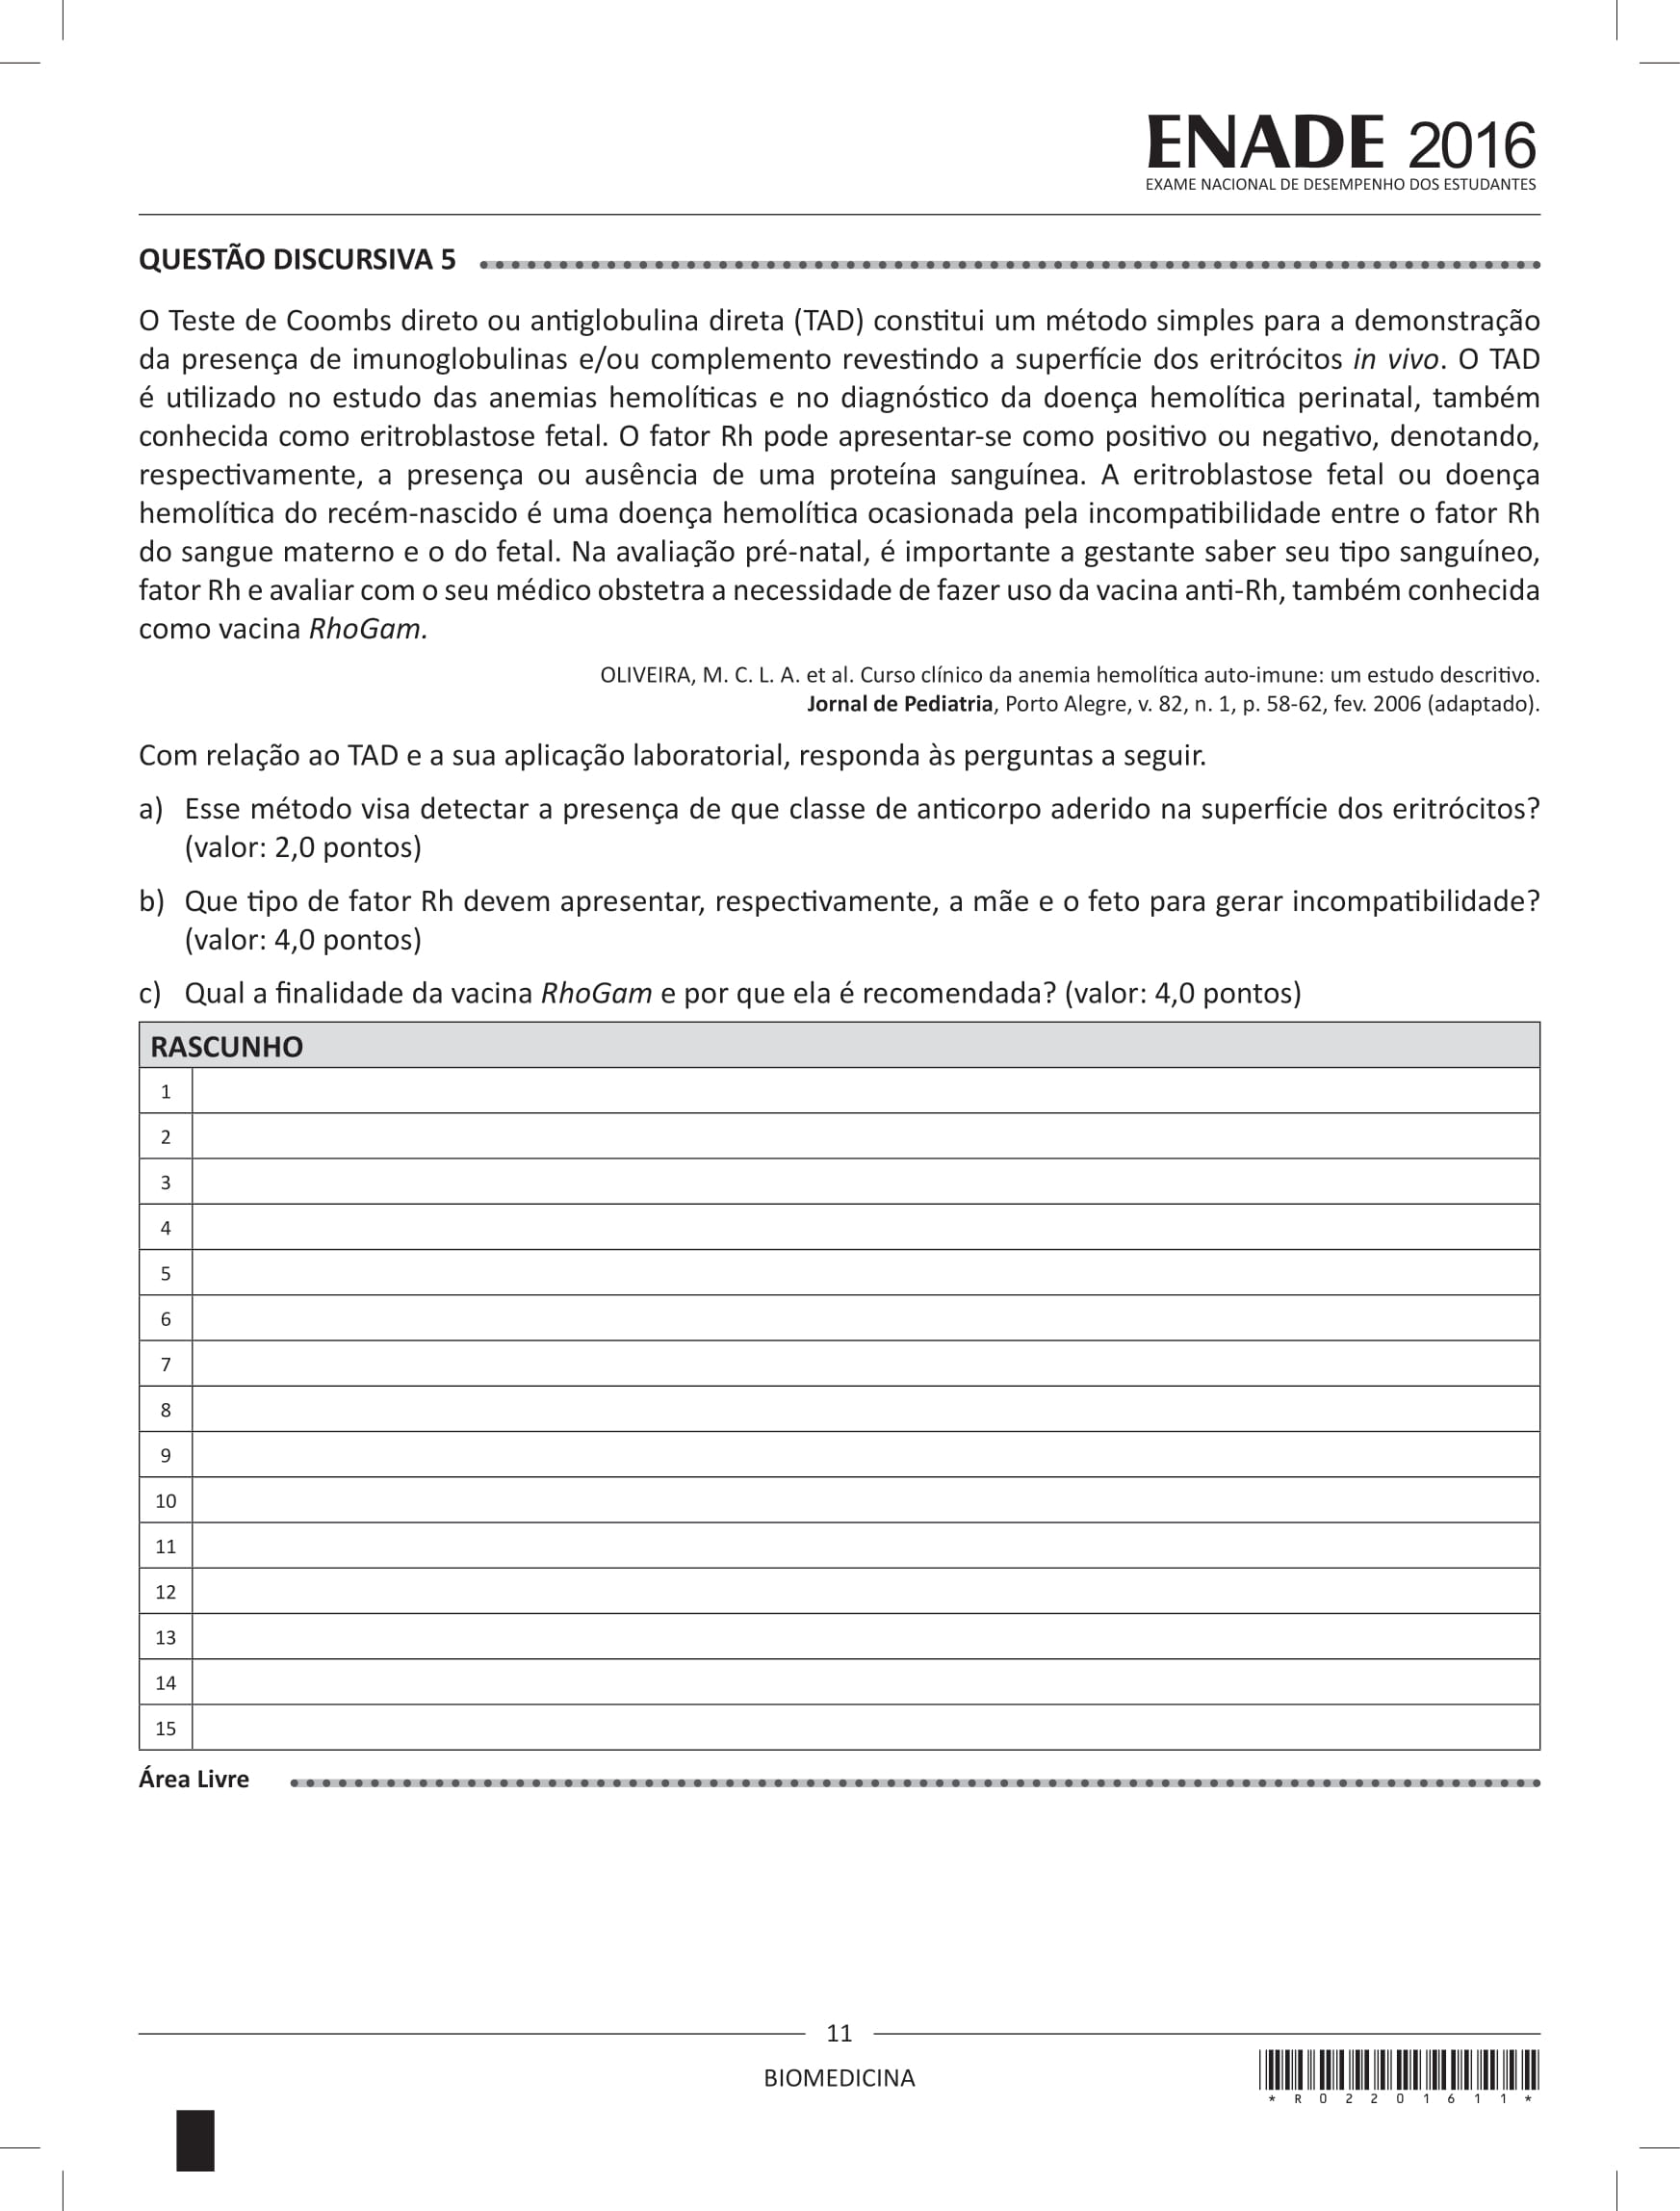 ENADE 2016
EXAME NACIONAL DE DESEMPENHO DOS ESTUDANTES
QUESTÃO DISCURSIVA 5
O Teste de Coombs direto ou antiglobulina direta (TAD) constitui um método simples para a demonstração
da presença de imunoglobulinas e/ou complemento revestindo a superfície dos eritrócitos in vivo. O TAD
é utilizado no estudo das anemias hemolíticas e no diagnóstico da doença hemolítica perinatal, também
conhecida como eritroblastose fetal. O fator Rh pode apresentar-se como positivo ou negativo, denotando,
respectivamente, a presença ou ausência de uma proteína sanguínea. A eritroblastose fetal ou doença
hemolítica do recém-nascido é uma doença hemolítica ocasionada pela incompatibilidade entre o fator Rh
do sangue materno e o do fetal. Na avaliação pré-natal, é importante a gestante saber seu tipo sanguíneo,
fator Rh e avaliar com o seu médico obstetra a necessidade de fazer uso da vacina anti-Rh, também conhecida
como vacina RhoGam.
OLIVEIRA, M. C. L. A. et al. Curso clínico da anemia hemolítica auto-imune: um estudo descritivo.
Jornal de Pediatria, Porto Alegre, v. 82, n. 1, p. 58-62, fev. 2006 (adaptado).
Com relação ao TAD e a sua aplicação laboratorial, responda às perguntas a seguir.
a) Esse método visa detectar a presença de que classe de anticorpo aderido na superfície dos eritrócitos?
(valor: 2,0 pontos)
b) Que tipo de fator Rh devem apresentar, respectivamente, a mãe e o feto para gerar incompatibilidade?
(valor: 4,0 pontos)
c) Qual a finalidade da vacina RhoGam e por que ela é recomendada? (valor: 4,0 pontos)
RASCUNHO
1
2
3
4
5
6
7
8
9
10
11
12
13
14
15
Área Livre
11
BIOMEDICINA
* R 0 2 2 0 1 6 1 1 *